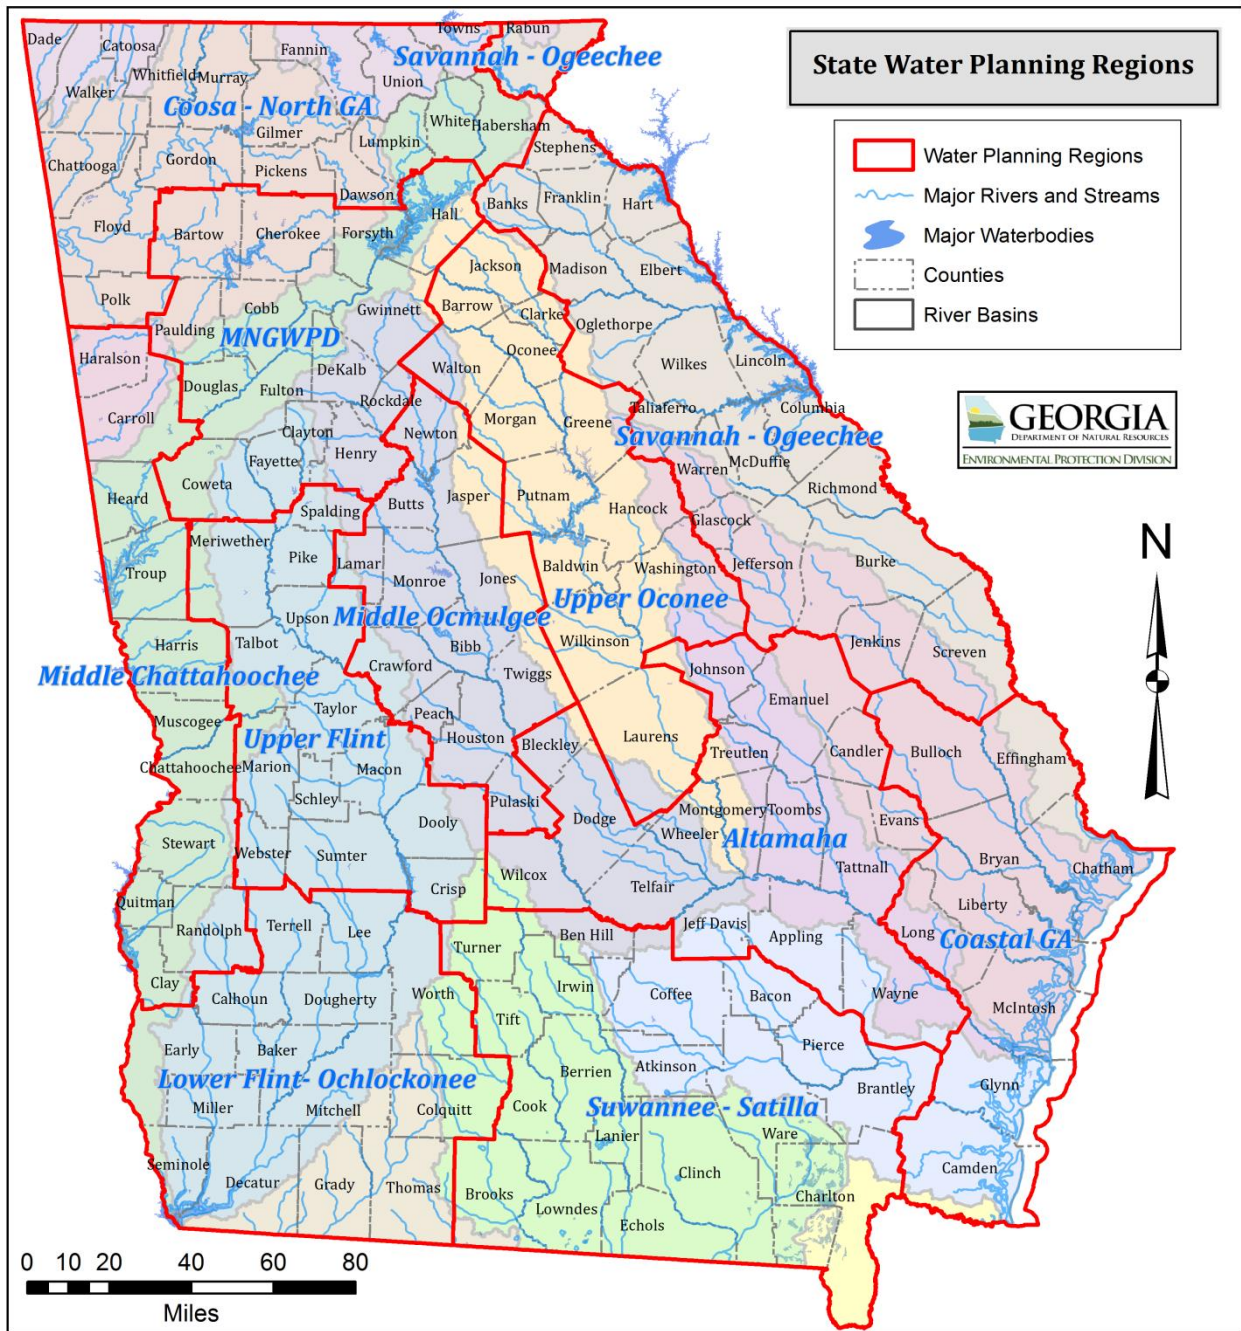 State Water Planning Regions
Water Planning Regions
Major Rivers and Streams
Major Waterbodies
Counties
River Basins
GEORGIA
DEPARTMENT OF NATURAL RESOURCES
ENVIRONMENTAL PROTECTION DIVISION
N
Towns
Rabun
Dade
Catoosa
Fannin
Savannah - Ogeechee
Whitfield
Murray
Union
Walker
Coosa - North GA
White
Habersham
Gilmer
Lumpkin
Stephens
Chattooga
Gordon
Pickens
Dawson
Banks
Franklin
Hart
Hall
Floyd
Bartow
Cherokee
Forsyth
Jackson
Madison
Elbert
Polk
Cobb
Gwinnett
Barrow
Clarke
Paulding
MNGWPD
Oglethorpe
Oconee
Haralson
DeKalb
Walton
Wilkes
Lincoln
Douglas
Fulton
Rockdale
Taliaferro
Columbia
Carroll
Clayton
Newton
Morgan
Greene
Savannah - Ogeechee
Fayette
Henry
Warren
McDuffie
Heard
Coweta
Butts
Jasper
Putnam
Hancock
Richmond
Spalding
Glascock
Meriwether
Pike
Lamar
Monroe
Jones
Baldwin
Washington
Jefferson
Burke
Troup
Upson
Middle Ocmulgee
Upper Oconee
Harris
Talbot
Bibb
Wilkinson
Jenkins
Screven
Middle Chattahoochee
Crawford
Twiggs
Johnson
Emanuel
Muscogee
Taylor
Peach
Upper Flint
Houston
Bleckley
Laurens
Treutlen
Candler
Bulloch
Effingham
Chattahoochee
Marion
Macon
Schley
Pulaski
Dooly
Dodge
Montgomery
Toombs
Evans
Stewart
Webster
Sumter
Wheeler
Altamaha
Bryan
Chatham
Crisp
Wilcox
Telfair
Tattnall
Quitman
Randolph
Terrell
Lee
Ben Hill
Jeff Davis
Appling
Long
Liberty
Coastal GA
Turner
Clay
Calhoun
Dougherty
Worth
Irwin
Coffee
Bacon
Wayne
McIntosh
Tift
Early
Baker
Pierce
Atkinson
Lower Flint- Ochlockonee
Berrien
Brantley
Glynn
Miller
Mitchell
Colquitt
Cook
Suwannee - Satilla
Lanier
Ware
Seminole
Decatur
Grady
Thomas
Brooks
Clinch
Camden
Charlton
Lowndes
Echols
0 10 20 40 60 80
Miles